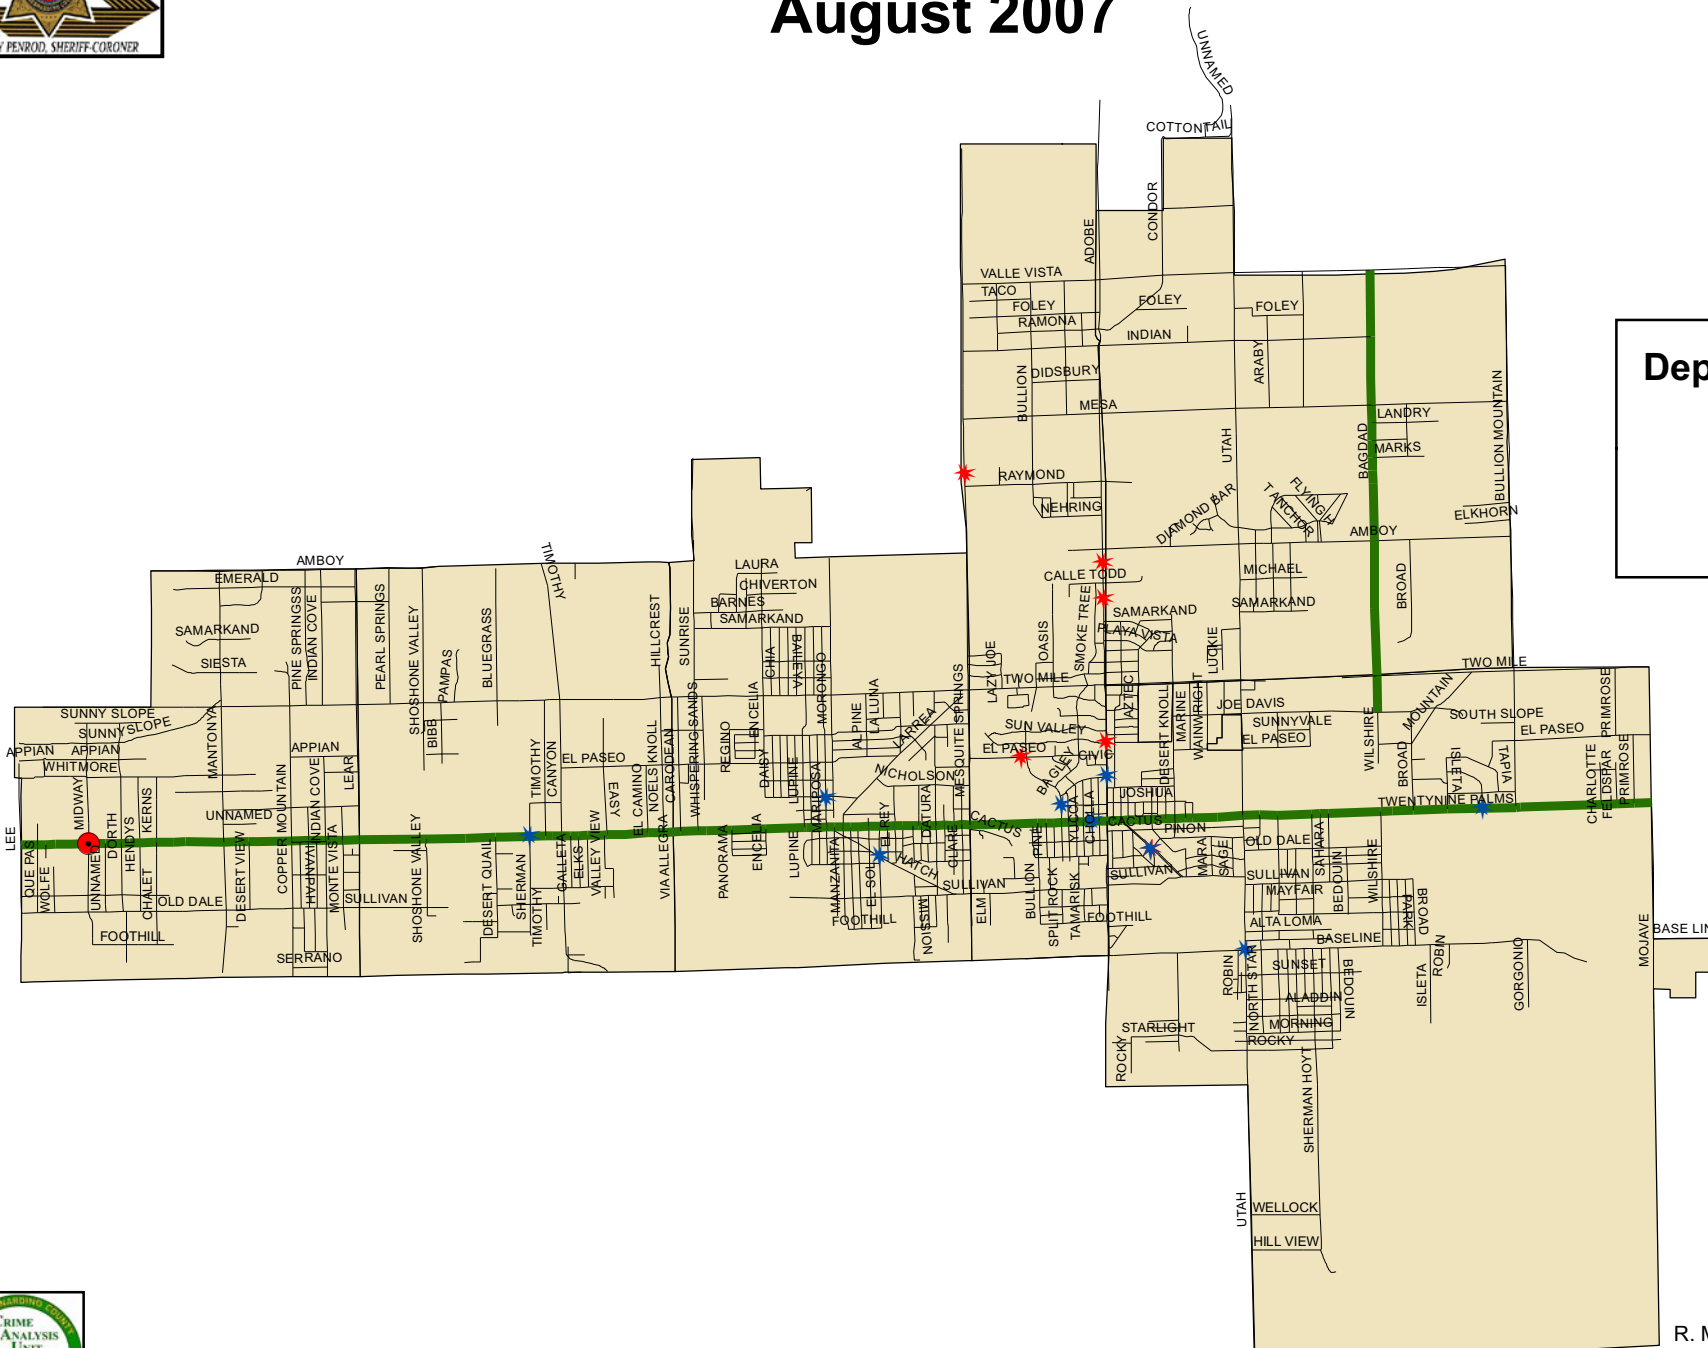 August 2007
Y PENROD, SHERIFF-CORONER
UNNAMED
COTTONTAIL
CONDOR
ADOBE
VALLE VISTA
TACO
FOLEY
FOLEY
FOLEY
RAMONA
INDIAN
ARABY
DIDSBURY
BULLION
MESA
LANDRY
MARKS
BAGDAD
UTAH
BULLION MOUNTAIN
Dep
RAYMOND
NEHRING
DIAMOND BAR
T ANCHOR
FLYING H
ELKHORN
AMBOY
AMBOY
TIMOTHY
EMERALD
SAMARKAND
SIESTA
PINE SPRINGSS
INDIAN COVE
PEARL SPRINGS
SHOSHONE VALLEY
PAMPAS
BIBB
BLUEGRASS
HILLCREST
SUNRISE
LAURA
CHIVERTON
BARNES
SAMARKAND
CHIA
BAILEYA
MORONGO
CALLE TODD
SMOKE TREE
OASIS
LAZY JOE
SAMARKAND
PLAYA VISTA
MICHAEL
SAMARKAND
BROAD
LUCKIE
TWO MILE
TWO MILE
SUNNY SLOPE
SUNNYSLOPE
APPIAN
APPIAN
WHITMORE
MANTONYA
APPIAN
LEAR
EL PASEO
TIMOTHY
CANYON
EASY
EL CAMINO
NOELS KNOLL
CARODEAN
WHISPERING SANDS
REGINO
ENCELIA
DAISY
LUPINE
MARIPOSA
ALPINE
LA LUNA
LARREA
NICHOLSON
MESQUITE SPRINGS
SUN VALLEY
EL PASEO
BAGLEY
CIVIC
AZTEC
DESERT KNOLL
MARINE
WAINWRIGHT
JOE DAVIS
SUNNYVALE
EL PASEO
WILSHIRE
MOUNTAIN
BROAD
SOUTH SLOPE
EL PASEO
ISLETA
TAPIA
PRIMROSE
CHARLOTTE
FELDSPAR
PRIMROSE
LEE
MIDWAY
DORTH
HENDYS
KERNS
UNNAMED
COPPER MOUNTAIN
INDIAN COVE
JOSHUA
YUCCA
CHOLLA
CACTUS
CACTUS
PINON
TWENTYNINE PALMS
QUE PAS
WOLFE
UNNAMED
CHALET
OLD DALE
FOOTHILL
DESERT VIEW
MONTE VISTA
SULLIVAN
SERRANO
SHOSHONE VALLEY
DESERT QUAIL
SHERMAN
TIMOTHY
GALLETA
ELKS
VALLEY VIEW
VIA ALLEGRA
PANORAMA
ENCELIA
LUPINE
MANZANITA
EL SOL
EL REY
DATURA
CLARE
HATCH
SULLIVAN
FOOTHILL
ELM
BULLION
PINE
SPLIT ROCK
TAMARISK
SULLIVAN
FOOTHILL
MARA
SAGE
OLD DALE
SULLIVAN
MAYFAIR
SAHARA
BEDOUIN
WILSHIRE
ALTA LOMA
BASELINE
PARK
BROAD
ROBIN
ROBIN
NORTH STAR
SUNSET
ALADDIN
MORNING
ROCKY
BEDOUIN
ISLETA
GORGONIO
MOJAVE
BASE LIN
STARLIGHT
ROCKY
SHERMAN HOYT
UTAH
WELLOCK
HILL VIEW
CRIME
ANALYSIS
UNIT
R. M